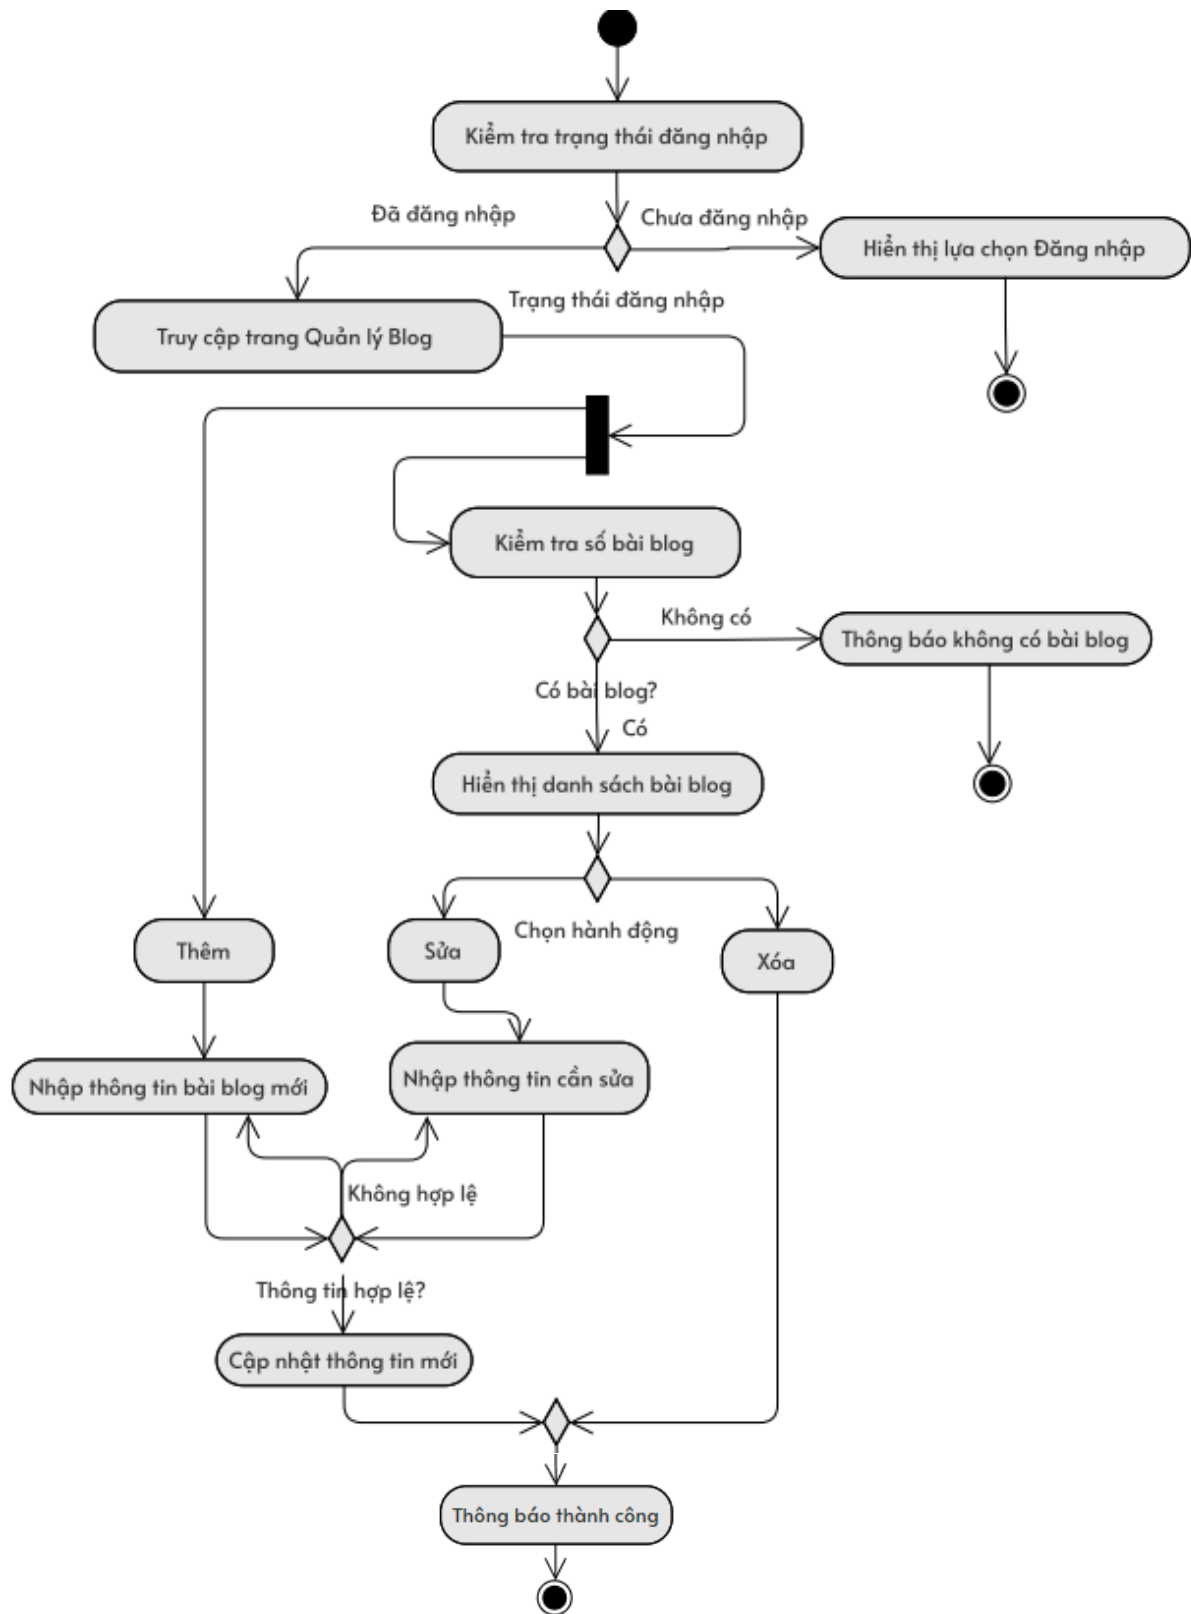 Kiểm tra trạng thái đăng nhập
Đã đăng nhập
Chưa đăng nhập
Hiển thị lựa chọn Đăng nhập
Trạng thái đăng nhập
Truy cập trang Quản lý Blog
Kiểm tra số bài blog
Không có
Thông báo không có bài blog
Có bài blog?
Có
Hiển thị danh sách bài blog
Chọn hành động
Thêm
Sửa
Xóa
Nhập thông tin bài blog mới
Nhập thông tin cần sửa
Không hợp lệ
Thông tin hợp lệ?
Cập nhật thông tin mới
Thông báo thành công